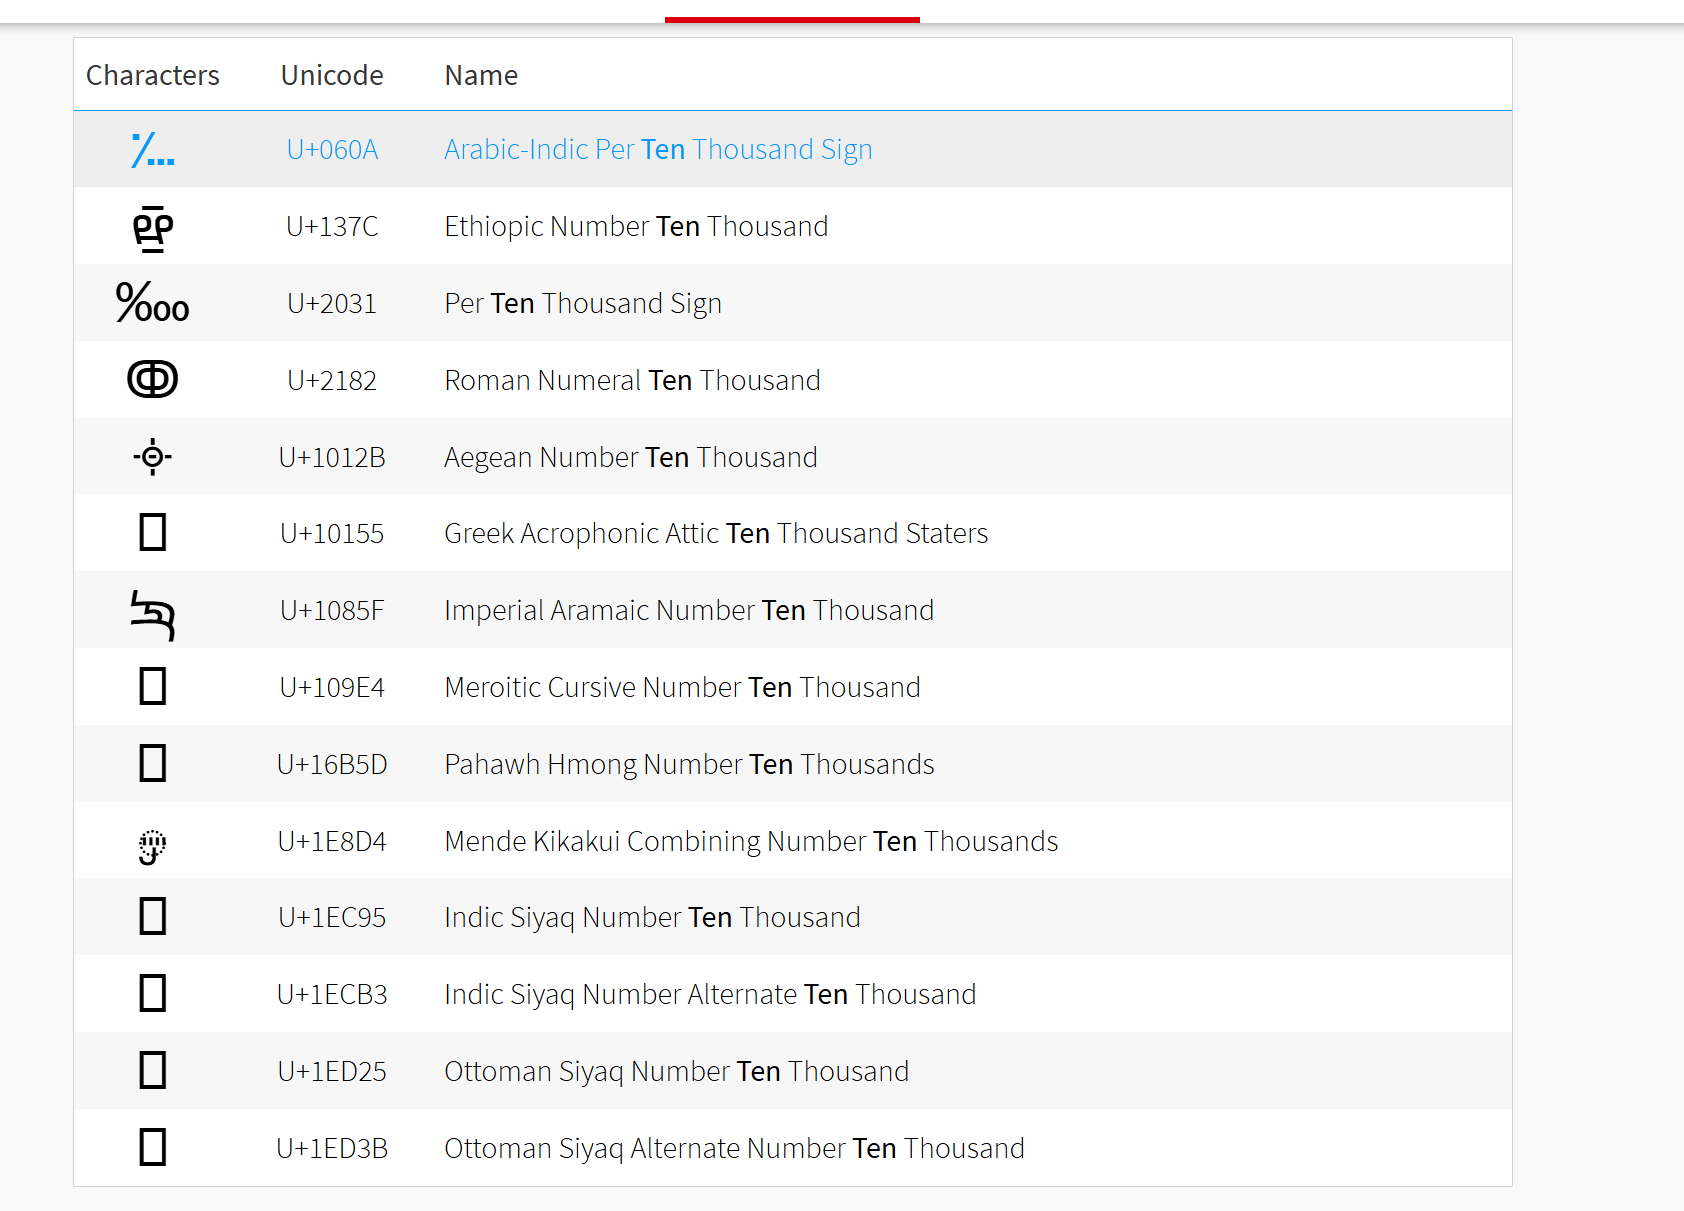 Characters Unicode Name
؊ U+060A Arabic-Indic Per Ten Thousand Sign
፼ U+137C Ethiopic Number Ten Thousand
‱ U+2031 Per Ten Thousand Sign
ↂ U+2182 Roman Numeral Ten Thousand
𐄫 U+1012B Aegean Number Ten Thousand
U+10155 Greek Acrophonic Attic Ten Thousand Staters
𐡟 U+1085F Imperial Aramaic Number Ten Thousand
U+109E4 Meroitic Cursive Number Ten Thousand
U+16B5D Pahawh Hmong Number Ten Thousands
𞣔 U+1E8D4 Mende Kikakui Combining Number Ten Thousands
U+1EC95 Indic Siyaq Number Ten Thousand
U+1ECB3 Indic Siyaq Number Alternate Ten Thousand
U+1ED25 Ottoman Siyaq Number Ten Thousand
U+1ED3B Ottoman Siyaq Alternate Number Ten Thousand